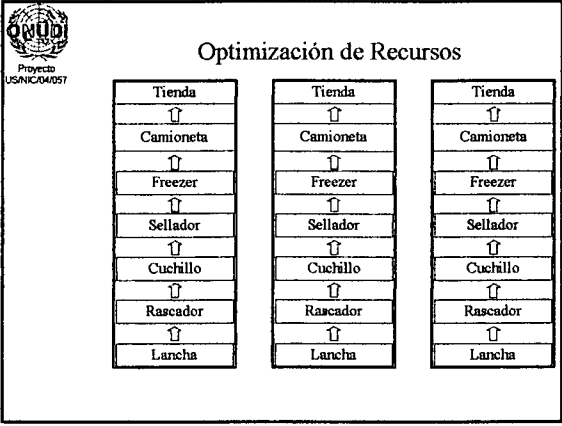 ONUDI
Proyecto
US/NIC/04/057
Optimización de Recursos
Tienda
Camioneta
Freezer
Sellador
Cuchillo
Rascador
Lancha
Tienda
Camioneta
Freezer
Sellador
Cuchillo
Rascador
Lancha
Tienda
Camioneta
Freezer
Sellador
Cuchillo
Rascador
Lancha